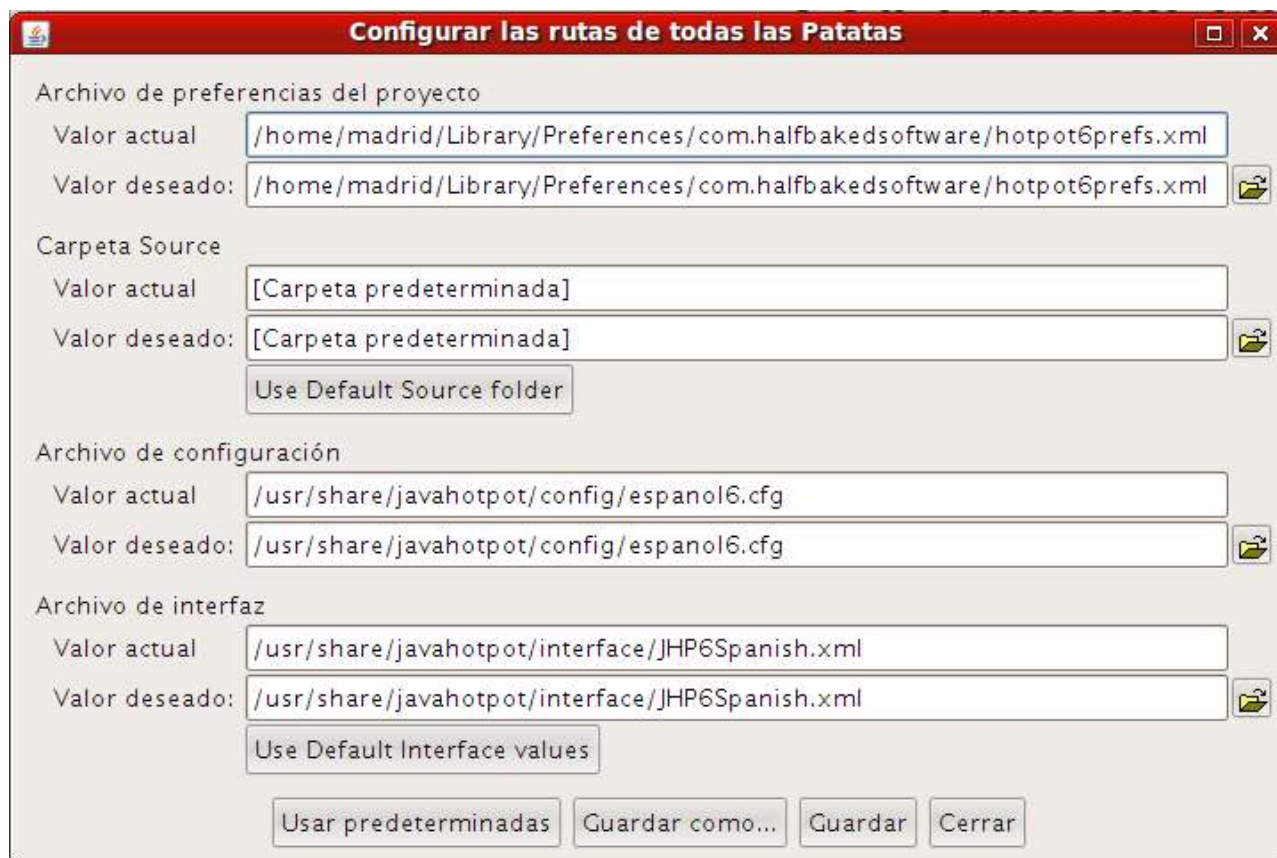 Configurar las rutas de todas las Patatas
Archivo de preferencias del proyecto
Valor actual /home/madrid/Library/Preferences/com.halfbakedsoftware/hotpot6prefs.xml
Valor deseado: /home/madrid/Library/Preferences/com.halfbakedsoftware/hotpot6prefs.xml
Carpeta Source
Valor actual [Carpeta predeterminada]
Valor deseado: [Carpeta predeterminada]
Use Default Source folder
Archivo de configuración
Valor actual /usr/share/javahotpot/config/espanol6.cfg
Valor deseado: /usr/share/javahotpot/config/espanol6.cfg
Archivo de interfaz
Valor actual /usr/share/javahotpot/interface/JHP6Spanish.xml
Valor deseado: /usr/share/javahotpot/interface/JHP6Spanish.xml
Use Default Interface values
Usar predeterminadas Guardar como... Guardar Cerrar